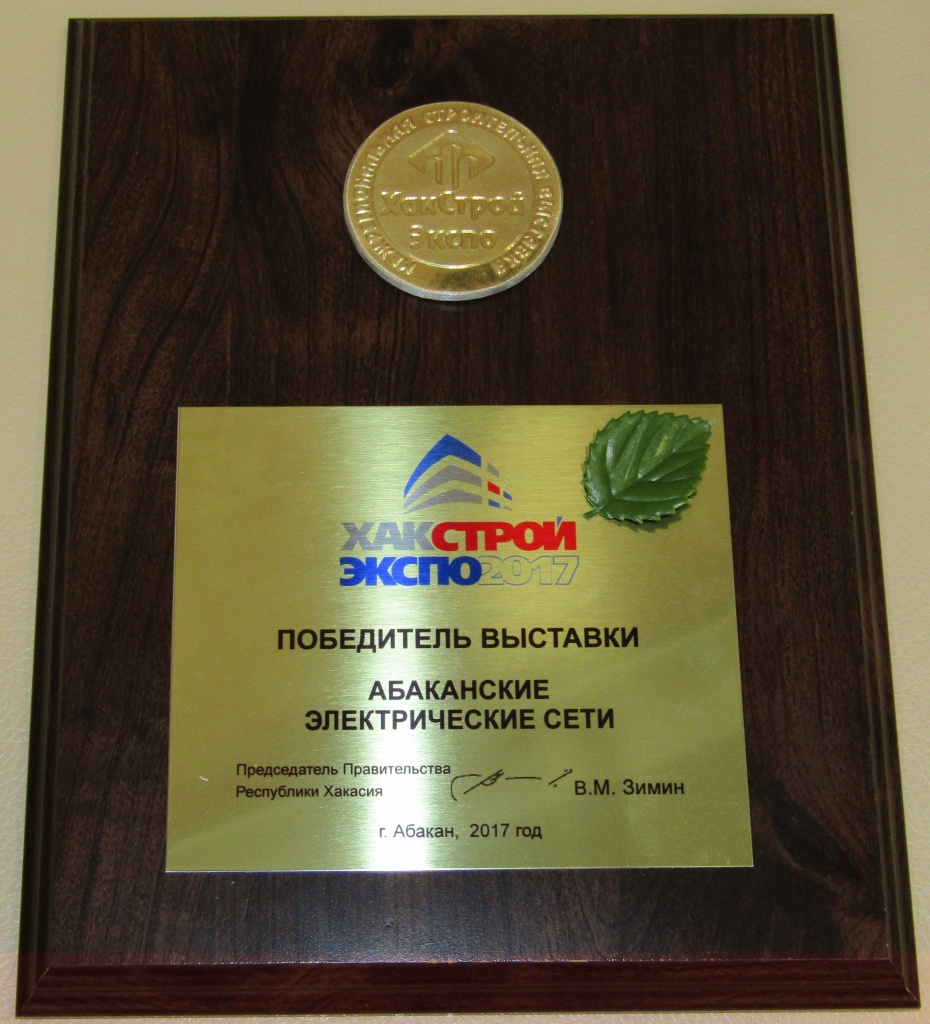 МЕЖРЕГИОНАЛЬНАЯ СТРОИТЕЛЬНАЯ ВЫСТАВКА
ХакСтрой
Экспо
ХАКСТРОЙ
ЭКСПО2017
ПОБЕДИТЕЛЬ ВЫСТАВКИ
АБАКАНСКИЕ
ЭЛЕКТРИЧЕСКИЕ СЕТИ
Председатель Правительства
Республики Хакасия
В.М. Зимин
г. Абакан, 2017 год